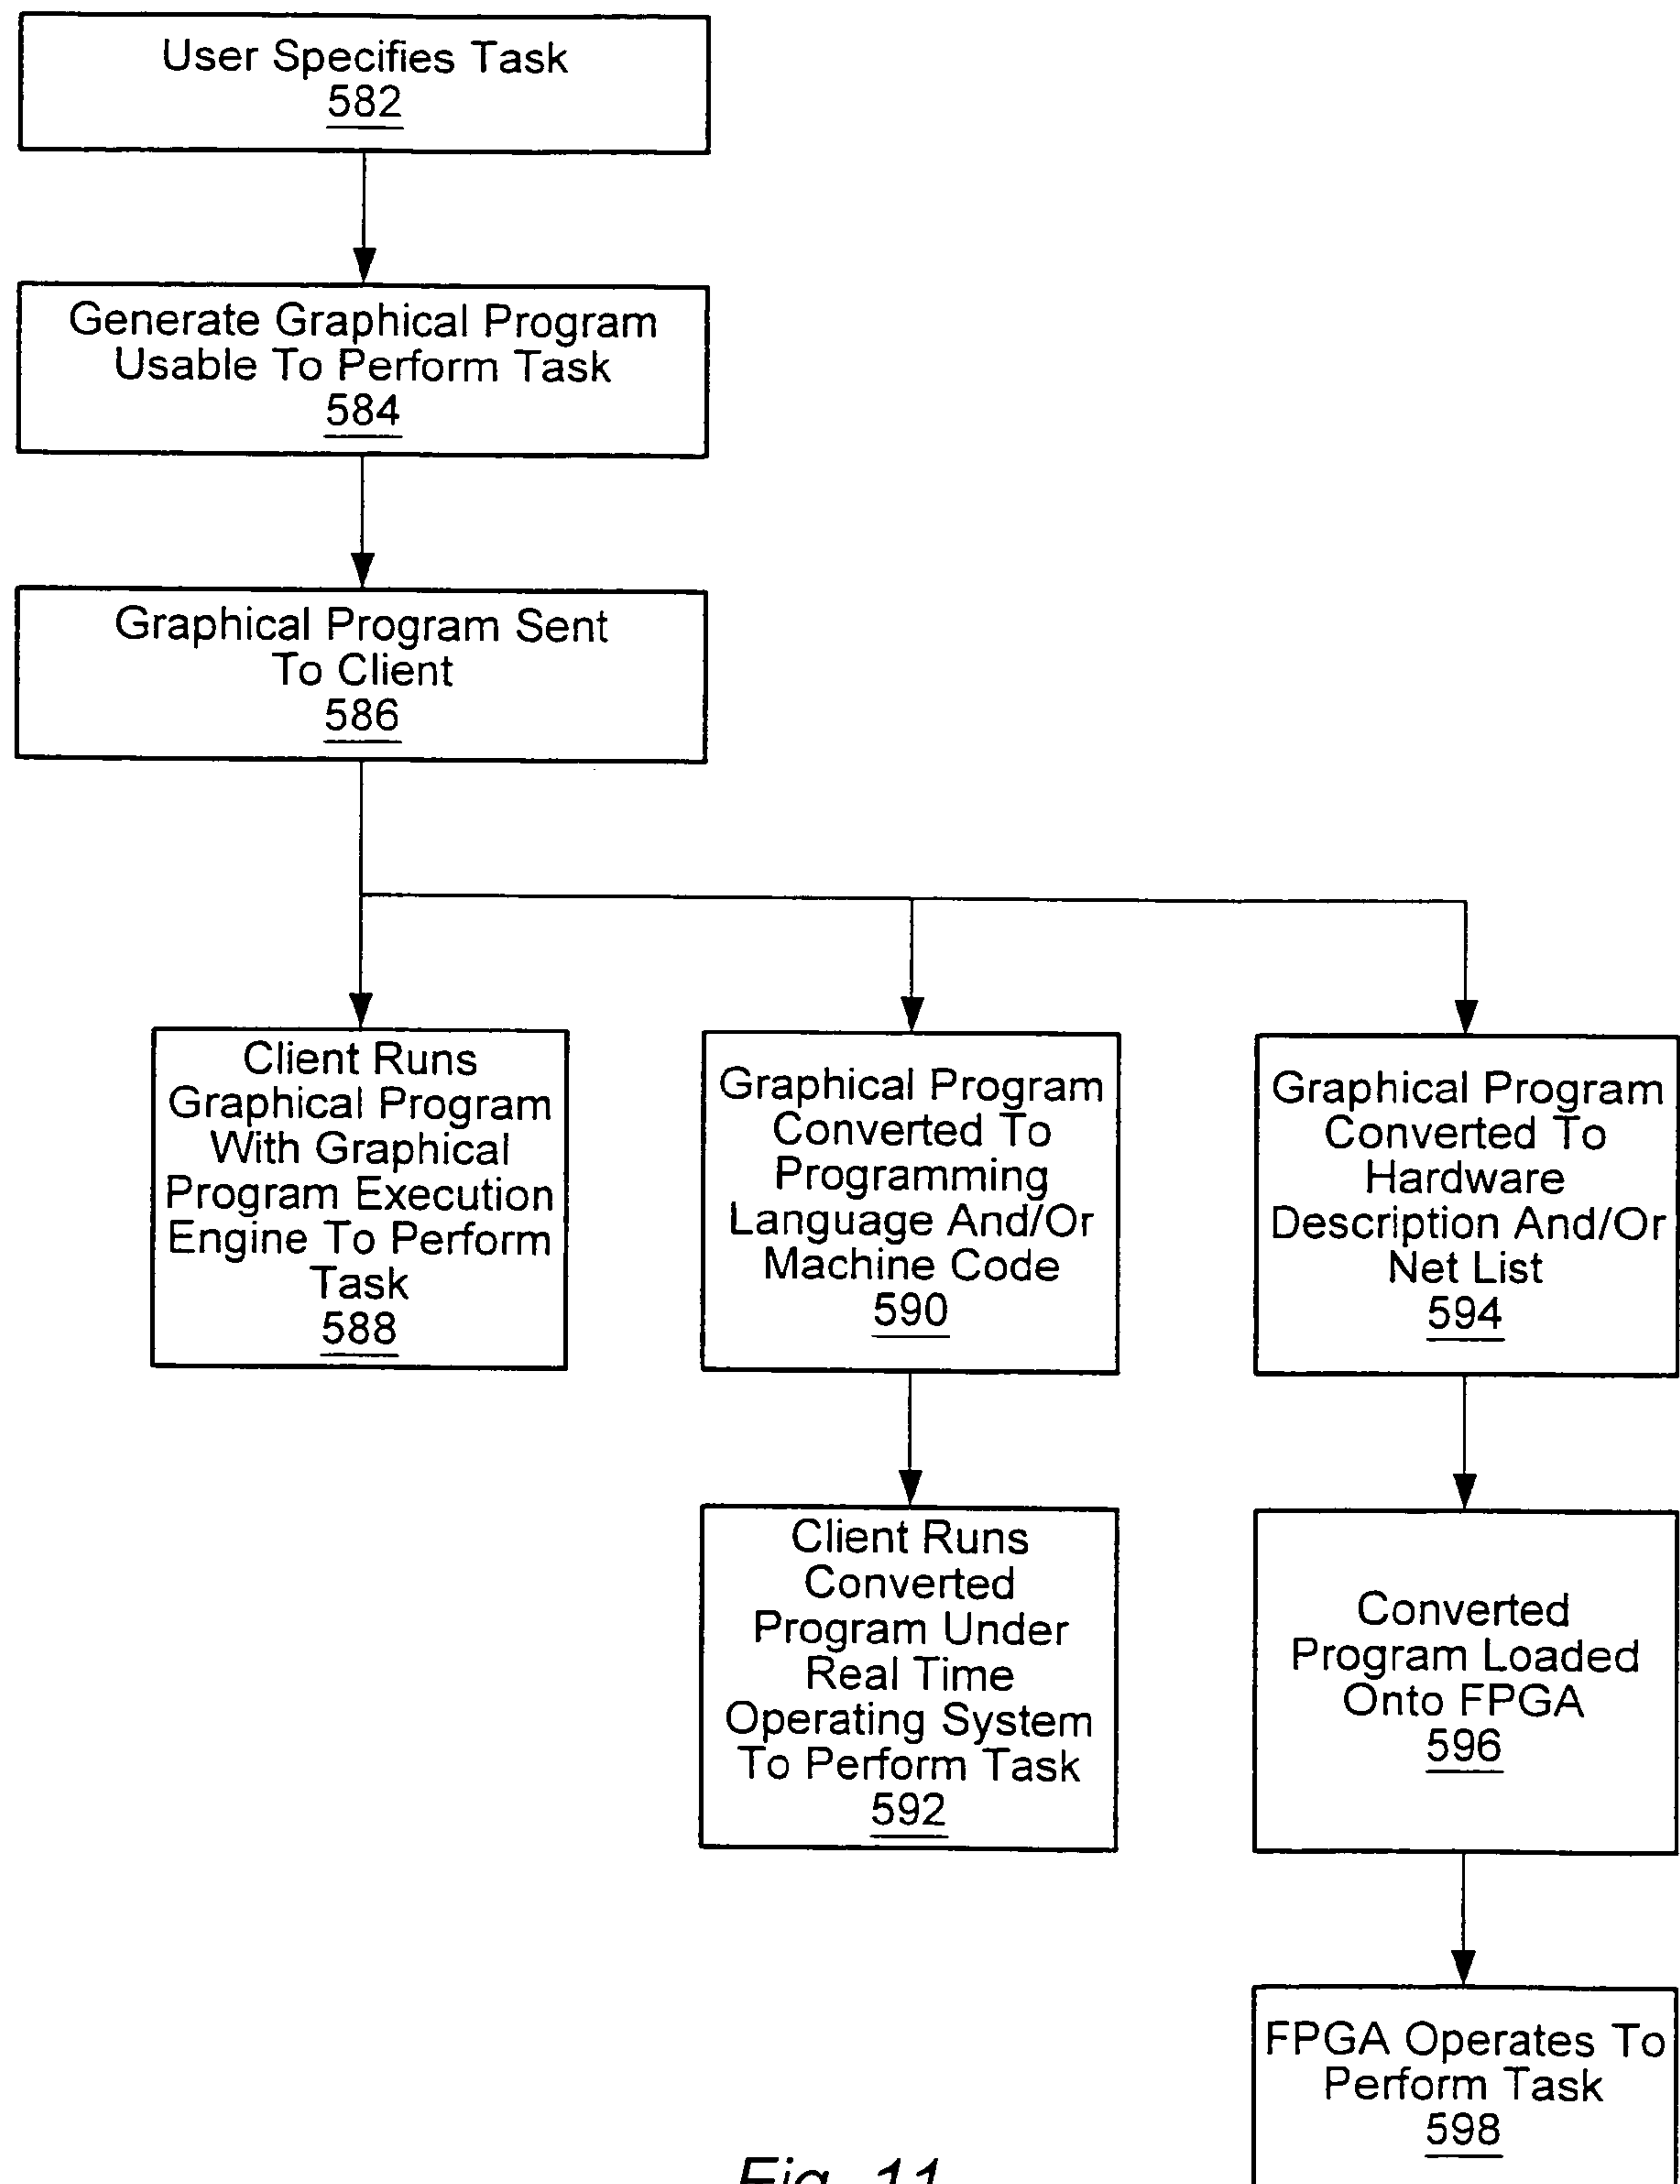 User Specifies Task
582
Generate Graphical Program
Usable To Perform Task
584
Graphical Program Sent
To Client
586
Client Runs
Graphical Program
With Graphical
Program Execution
Engine To Perform
Task
588
Graphical Program
Converted To
Programming
Language And/Or
Machine Code
590
Graphical Program
Converted To
Hardware
Description And/Or
Net List
594
Client Runs
Converted
Program Under
Real Time
Operating System
To Perform Task
592
Converted
Program Loaded
Onto FPGA
596
FPGA Operates To
Perform Task
598
Fig. 11